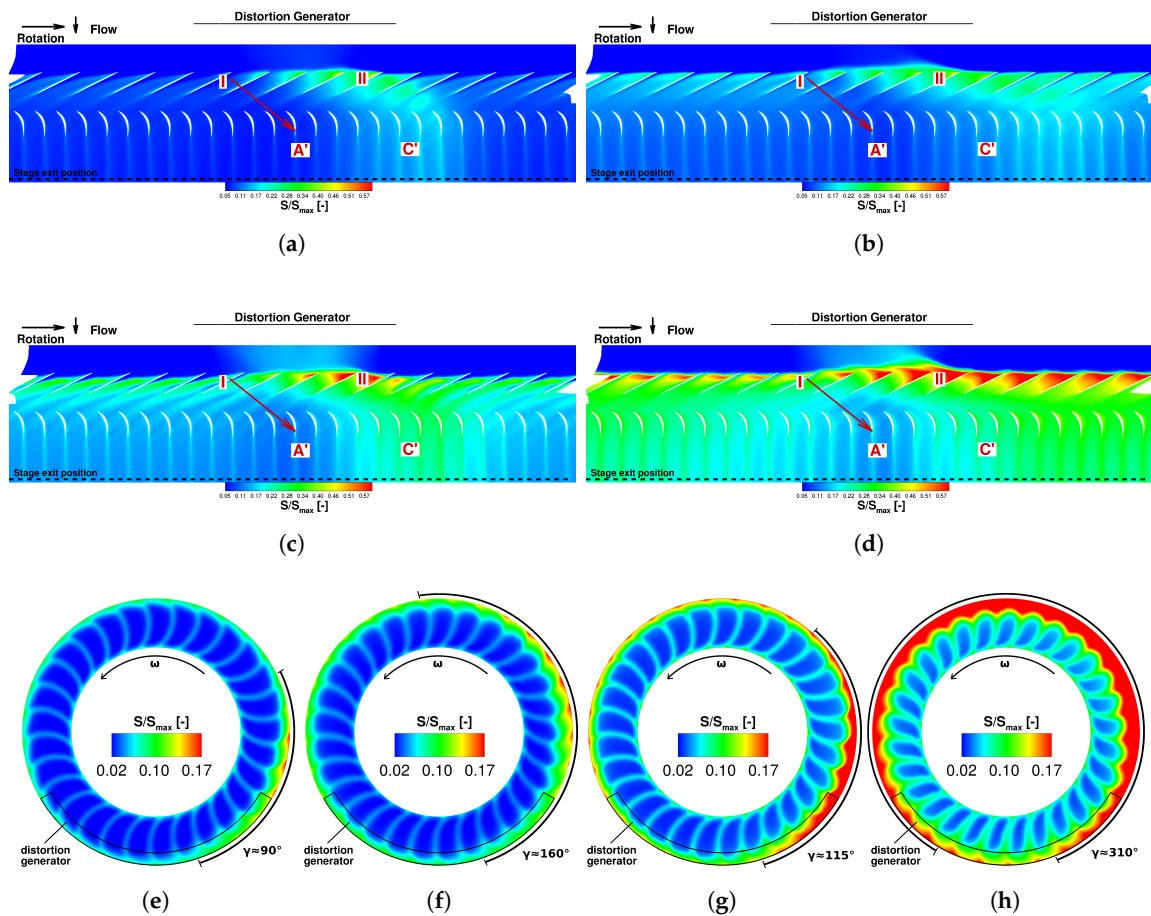 Distortion Generator
Rotation
Flow
I
II
A'
C'
Stage exit position
0.05 0.11 0.17 0.22 0.28 0.34 0.40 0.46 0.51 0.57
S/Smax [-]
(a)
Distortion Generator
Rotation
Flow
I
II
A'
C'
Stage exit position
0.05 0.11 0.17 0.22 0.28 0.34 0.40 0.46 0.51 0.57
S/Smax [-]
(b)
Distortion Generator
Rotation
Flow
I
II
A'
C'
Stage exit position
0.05 0.11 0.17 0.22 0.28 0.34 0.40 0.46 0.51 0.57
S/Smax [-]
(c)
Distortion Generator
Rotation
Flow
I
II
A'
C'
Stage exit position
0.05 0.11 0.17 0.22 0.28 0.34 0.40 0.46 0.51 0.57
S/Smax [-]
(d)
ω
S/Smax [-]
0.02 0.10 0.17
distortion
generator
γ≈90°
(e)
ω
S/Smax [-]
0.02 0.10 0.17
distortion
generator
γ≈160°
(f)
ω
S/Smax [-]
0.02 0.10 0.17
distortion
generator
γ≈115°
(g)
ω
S/Smax [-]
0.02 0.10 0.17
distortion
generator
γ≈310°
(h)